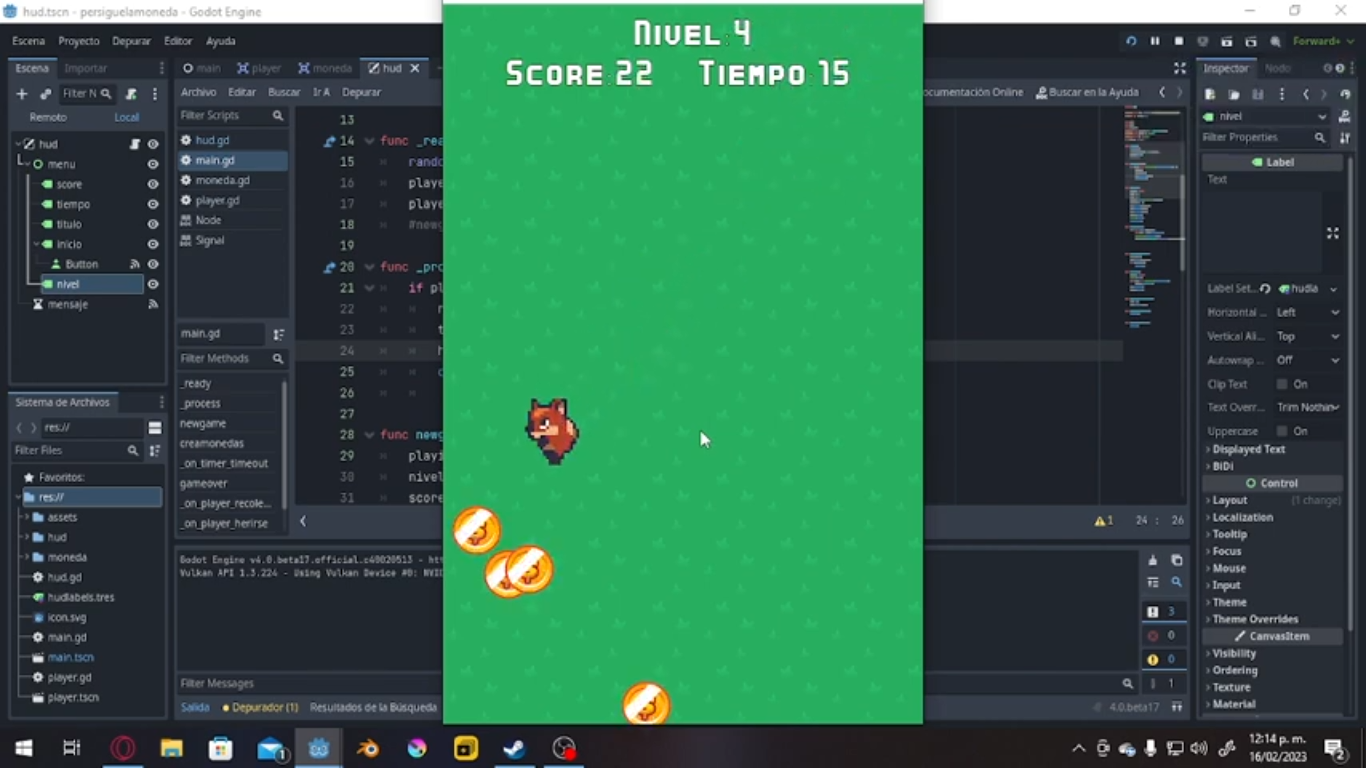 hud.tscn - persiguelamoneda - Godot Engine
Escena Proyecto Depurar Editor Ayuda
Forward+
Escena Importar
main player moneda hud
Inspector Nodo
Filter N
Archivo Editar Buscar Ir A Depurar
ocumentación Online Buscar en la Ayuda
Remoto Local
hud
menu
score
tiempo
titulo
inicio
Button
nivel
mensaje
Filter Scripts
hud.gd
main.gd
moneda.gd
player.gd
Node
Signal
main.gd
Filter Methods
_ready
_process
newgame
creamonedas
_on_timer_timeout
gameover
_on_player_recole...
_on_player_herirse
13
14 func _rea
15 rando
16 playe
17 playe
18 #newg
19
20 func _pro
21 if pl
22
23 t
24 h
25
26
27
28 func newg
29 playi
30 nivel
31 score
NIVEL:4
SCORE:22 TIEMPO:15
1 24 : 26
nivel
Filter Properties
Label
Text
Label Set... hudla
Horizontal ... Left
Vertical Ali... Top
Autowrap ... Off
Clip Text On
Text Overr... Trim Nothin
Uppercase On
Displayed Text
BiDi
Control
Layout (1 change)
Localization
Tooltip
Focus
Mouse
Input
Theme
Theme Overrides
CanvasItem
Visibility
Ordering
Texture
Material
Sistema de Archivos
res://
Filter Files
Favoritos:
res://
assets
hud
moneda
hud.gd
hudlabels.tres
icon.svg
main.gd
main.tscn
player.gd
player.tscn
Godot Engine v4.0.beta17.official.c40020513 - ht
Vulkan API 1.3.224 - Using Vulkan Device #0: NVID
3
0
0
1
Filter Messages
Salida Depurador (1) Resultados de la Búsqueda
4.0.beta17
1
12:14 p. m.
16/02/2023
2